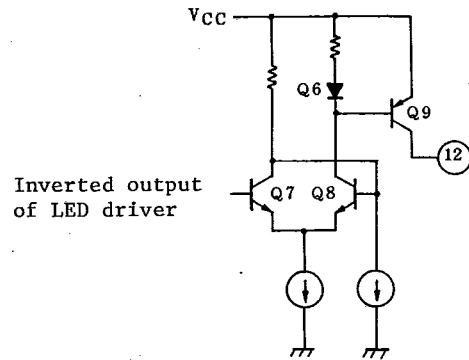 VCC
Q6
Q9
12
Inverted output
of LED driver
Q7
Q8